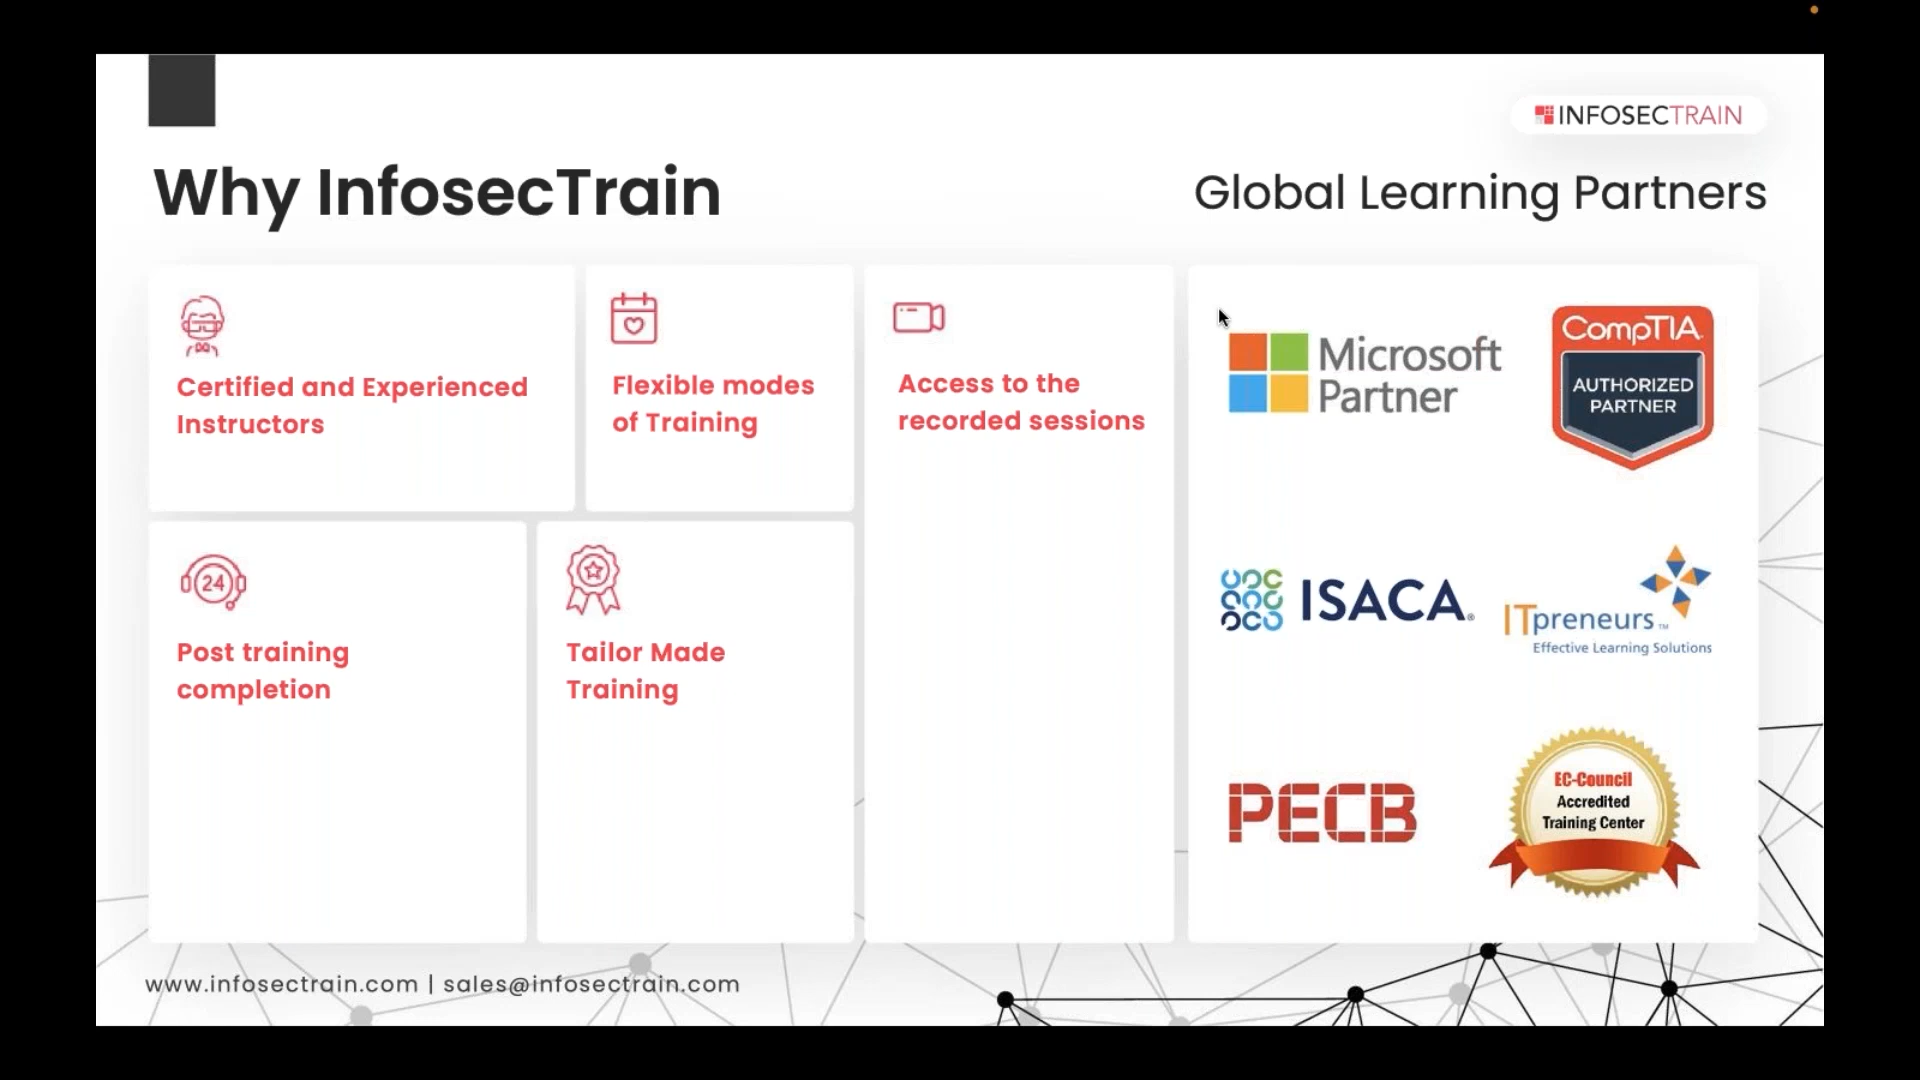 INFOSECTRAIN
Why InfosecTrain
Global Learning Partners
Certified and Experienced
Instructors
Flexible modes
of Training
Access to the
recorded sessions
24
Post training
completion
Tailor Made
Training
Microsoft
Partner
CompTIA.
AUTHORIZED
PARTNER
ISACA®
ITpreneurs™
Effective Learning Solutions
PECB
EC-Council
Accredited
Training Center
www.infosectrain.com | sales@infosectrain.com